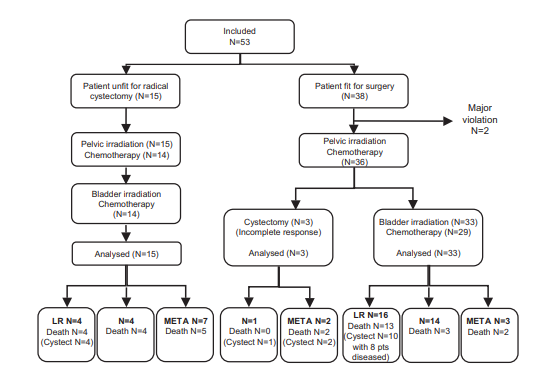 Included
N=53
Patient unfit for radical
cystectomy (N=15)
Patient fit for surgery
(N=38)
Major
violation
N=2
Pelvic irradiation (N=15)
Chemotherapy (N=14)
Pelvic irradiation
Chemotherapy
(N=36)
Bladder irradiation
Chemotherapy
(N=14)
Cystectomy (N=3)
(Incomplete response)
Analysed (N=3)
Bladder irradiation (N=33)
Chemotherapy (N=29)
Analysed (N=33)
Analysed (N=15)
LR N=4
Death N=4
(Cystect N=4)
N=4
Death N=4
META N=7
Death N=5
N=1
Death N=0
(Cystect N=1)
META N=2
Death N=2
(Cystect N=2)
LR N=16
Death N=13
(Cystect N=10
with 8 pts
diseased)
N=14
Death N=3
META N=3
Death N=2